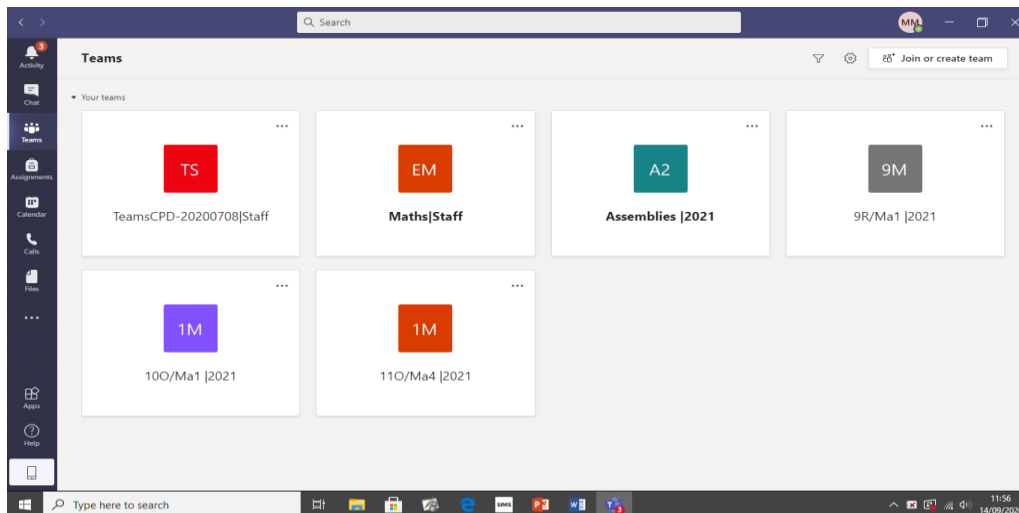 Search
MM
Activity
3
Teams
Join or create team
Chat
Your teams
Teams
Assignments
Calendar
Calls
Files
Apps
Help
TS
TeamsCPD-20200708|Staff
EM
Maths|Staff
A2
Assemblies |2021
9M
9R/Ma1 |2021
1M
10O/Ma1 |2021
1M
11O/Ma4 |2021
Type here to search
SIMS
3
11:56